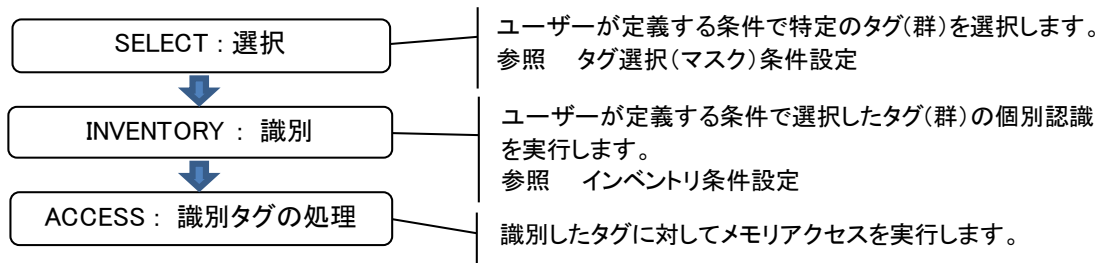 SELECT : 選択
ユーザーが定義する条件で特定のタグ(群)を選択します。
参照　タグ選択(マスク)条件設定
INVENTORY : 識別
ユーザーが定義する条件で選択したタグ(群)の個別認識
を実行します。
参照　インベントリ条件設定
ACCESS : 識別タグの処理
識別したタグに対してメモリアクセスを実行します。